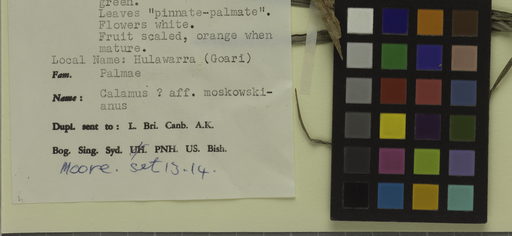 green.
Leaves "pinnate-palmate".
Flowers white.
Fruit scaled, orange when
mature.
Local Name: Hulawarra (Goari)
Fam. Palmae
Name: Calamus ? aff. moskowski-
anus
Dupl. sent to: L. Bri. Canb. A.K.
Bog. Sing. Syd. UH. PNH. US. Bish.
Moore. set 13.14.